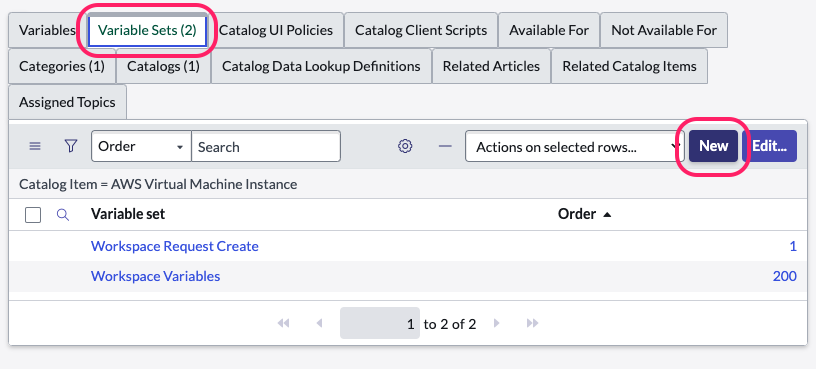 Variables Variable Sets (2) Catalog UI Policies Catalog Client Scripts Available For Not Available For
Categories (1) Catalogs (1) Catalog Data Lookup Definitions Related Articles Related Catalog Items
Assigned Topics
Order Search Actions on selected rows... New Edit...
Catalog Item = AWS Virtual Machine Instance
Variable set Order
Workspace Request Create 1
Workspace Variables 200
1 to 2 of 2